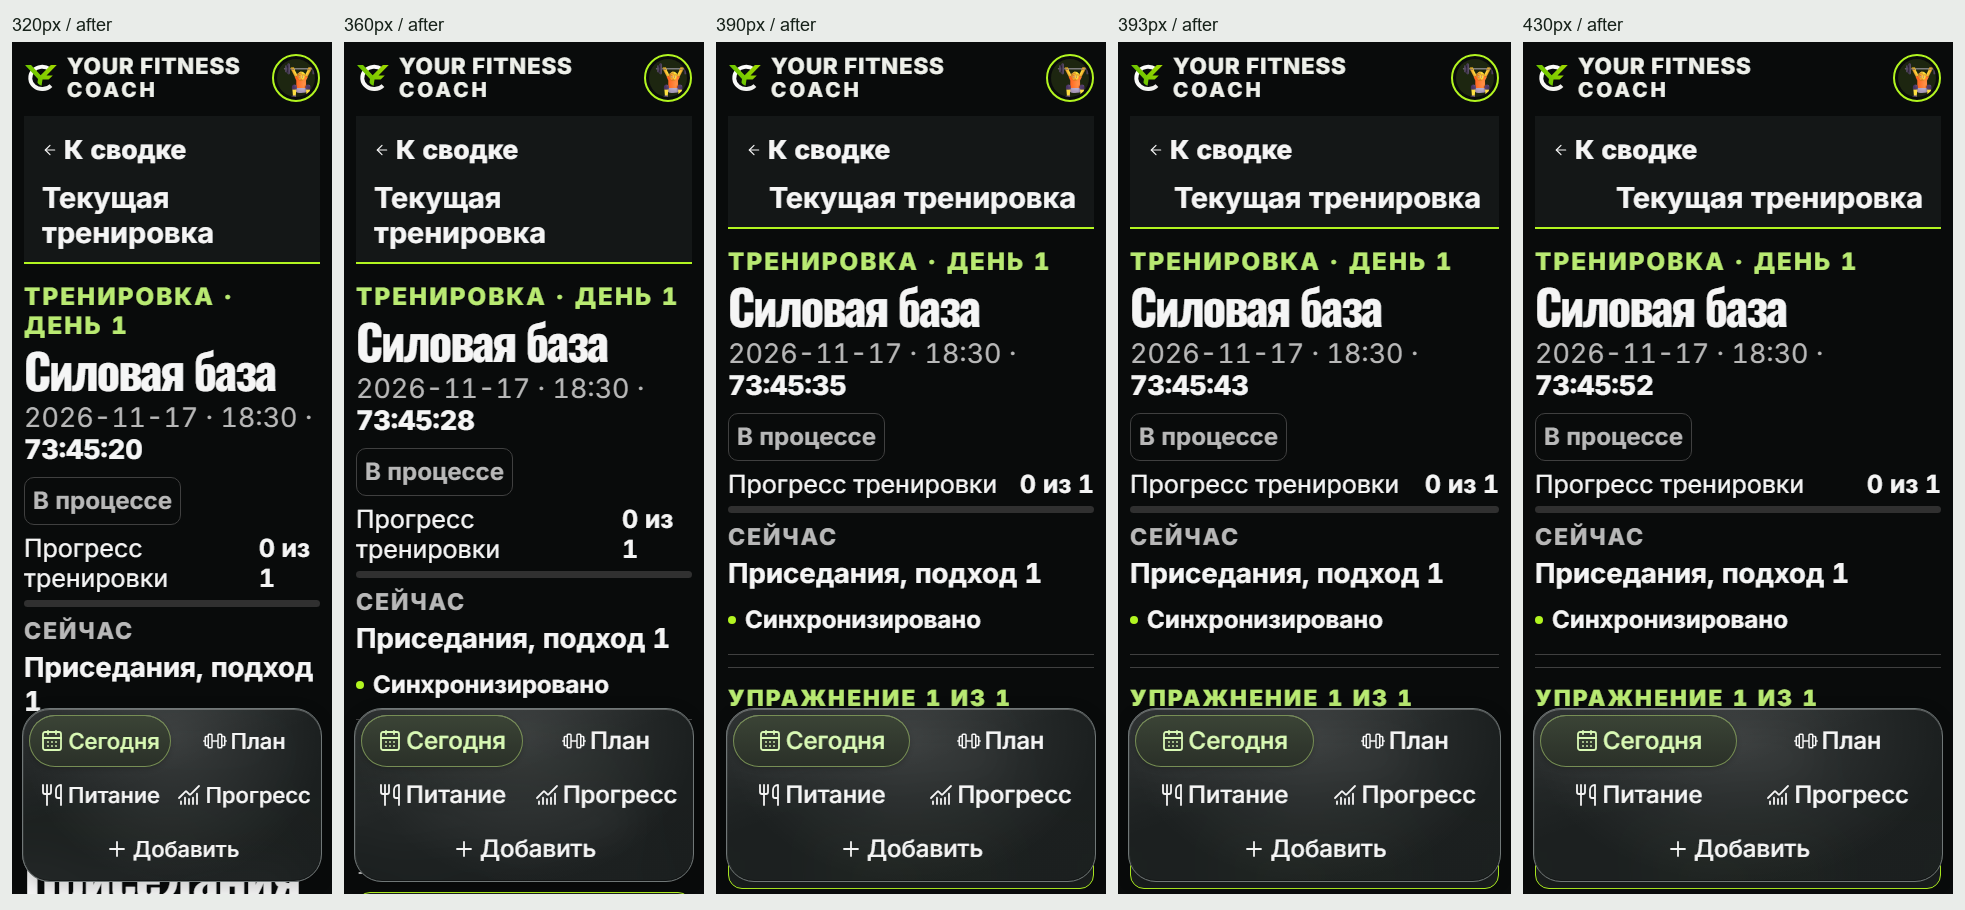 320px / after
YOUR FITNESS
COACH
← К сводке
Текущая
тренировка
ТРЕНИРОВКА ·
ДЕНЬ 1
Силовая база
2026-11-17 · 18:30 ·
73:45:20
В процессе
Прогресс
тренировки
0 из
1
СЕЙЧАС
Приседания, подход
1
Сегодня
План
Питание
Прогресс
+ Добавить
Приседания
360px / after
YOUR FITNESS
COACH
← К сводке
Текущая
тренировка
ТРЕНИРОВКА · ДЕНЬ 1
Силовая база
2026-11-17 · 18:30 ·
73:45:28
В процессе
Прогресс
тренировки
0 из
1
СЕЙЧАС
Приседания, подход 1
• Синхронизировано
Сегодня
План
Питание
Прогресс
+ Добавить
390px / after
YOUR FITNESS
COACH
← К сводке
Текущая тренировка
ТРЕНИРОВКА · ДЕНЬ 1
Силовая база
2026-11-17 · 18:30 ·
73:45:35
В процессе
Прогресс тренировки 0 из 1
СЕЙЧАС
Приседания, подход 1
• Синхронизировано
УПРАЖНЕНИЕ 1 ИЗ 1
Сегодня
План
Питание
Прогресс
+ Добавить
393px / after
YOUR FITNESS
COACH
← К сводке
Текущая тренировка
ТРЕНИРОВКА · ДЕНЬ 1
Силовая база
2026-11-17 · 18:30 ·
73:45:43
В процессе
Прогресс тренировки 0 из 1
СЕЙЧАС
Приседания, подход 1
• Синхронизировано
УПРАЖНЕНИЕ 1 ИЗ 1
Сегодня
План
Питание
Прогресс
+ Добавить
430px / after
YOUR FITNESS
COACH
← К сводке
Текущая тренировка
ТРЕНИРОВКА · ДЕНЬ 1
Силовая база
2026-11-17 · 18:30 ·
73:45:52
В процессе
Прогресс тренировки 0 из 1
СЕЙЧАС
Приседания, подход 1
• Синхронизировано
УПРАЖНЕНИЕ 1 ИЗ 1
Сегодня
План
Питание
Прогресс
+ Добавить